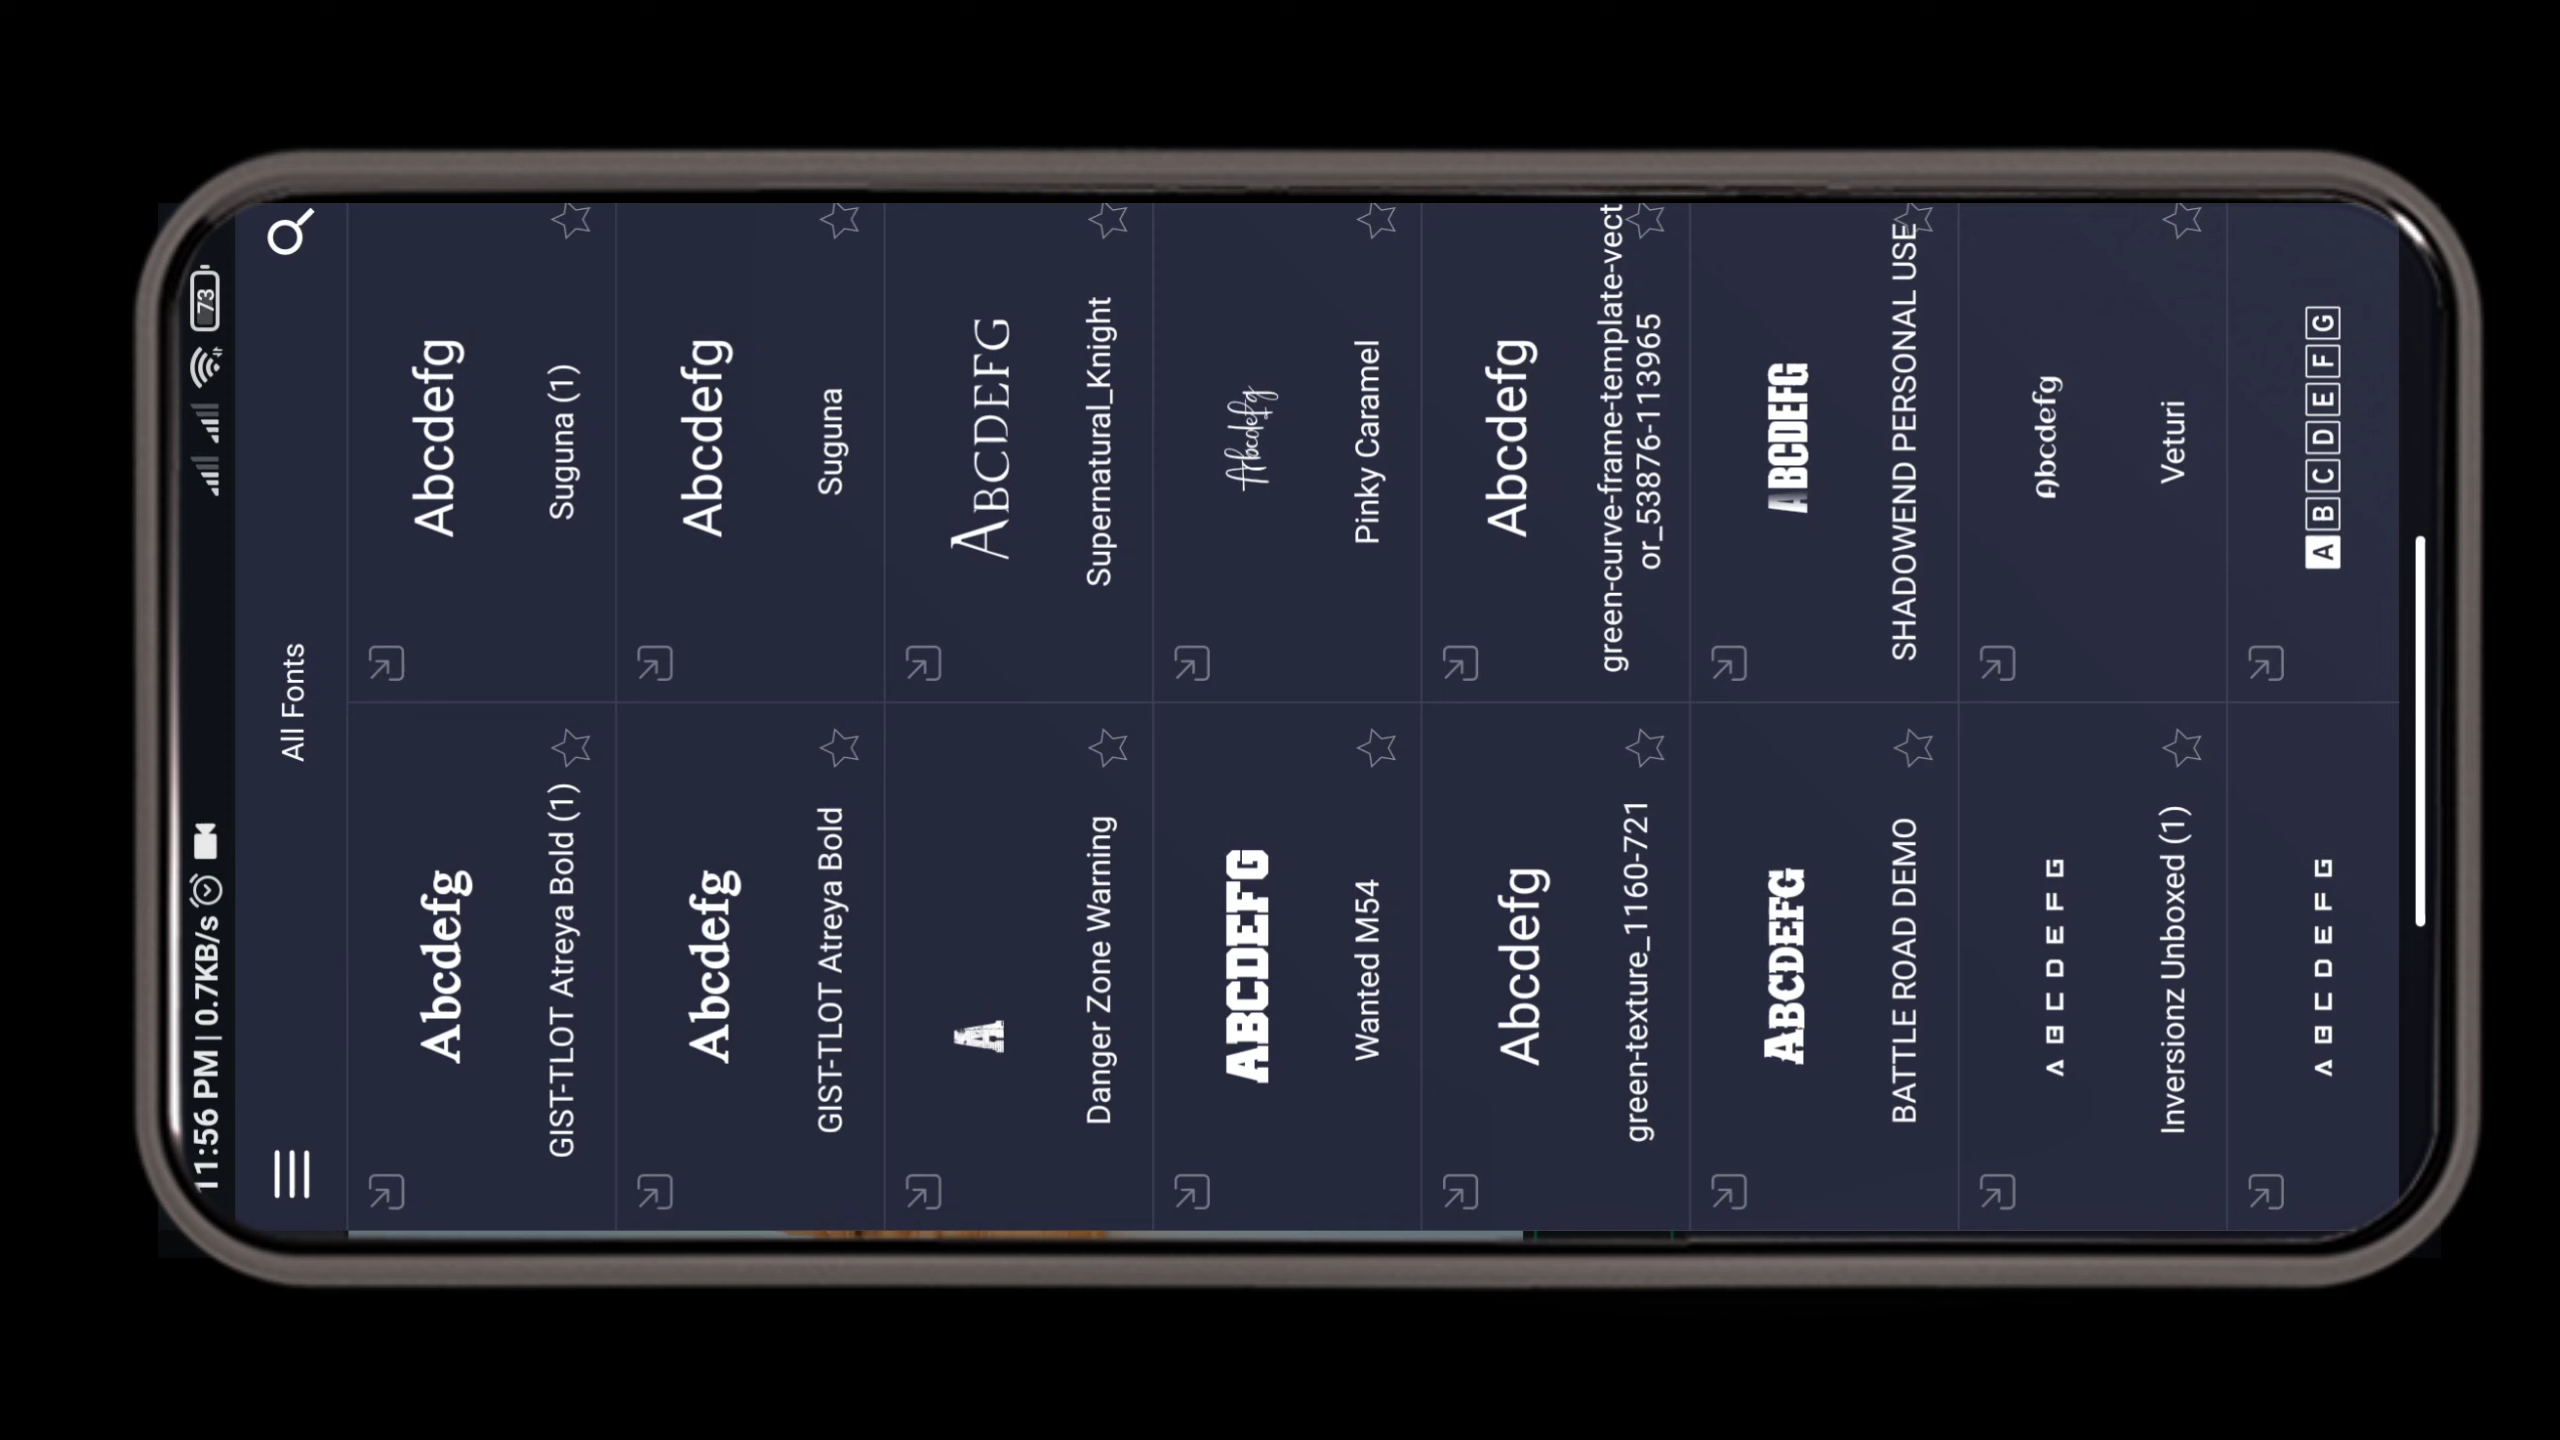 11:56 PM | 0.7KB/s
73
All Fonts
Abcdefg
GIST-TLOT Atreya Bold (1)
Abcdefg
Suguna (1)
Abcdefg
GIST-TLOT Atreya Bold
Abcdefg
Suguna
A
Danger Zone Warning
ABCDEFG
Supernatural_Knight
ABCDEFG
Wanted M54
Abcdefg
Pinky Caramel
Abcdefg
green-texture_1160-721
Abcdefg
green-curve-frame-template-vect
or_53876-113965
ABCDEFG
BATTLE ROAD DEMO
ABCDEFG
SHADOWEND PERSONAL USE
A B C D E F G
Inversionz Unboxed (1)
Abcdefg
Veturi
A B C D E F G
A B C D E F G